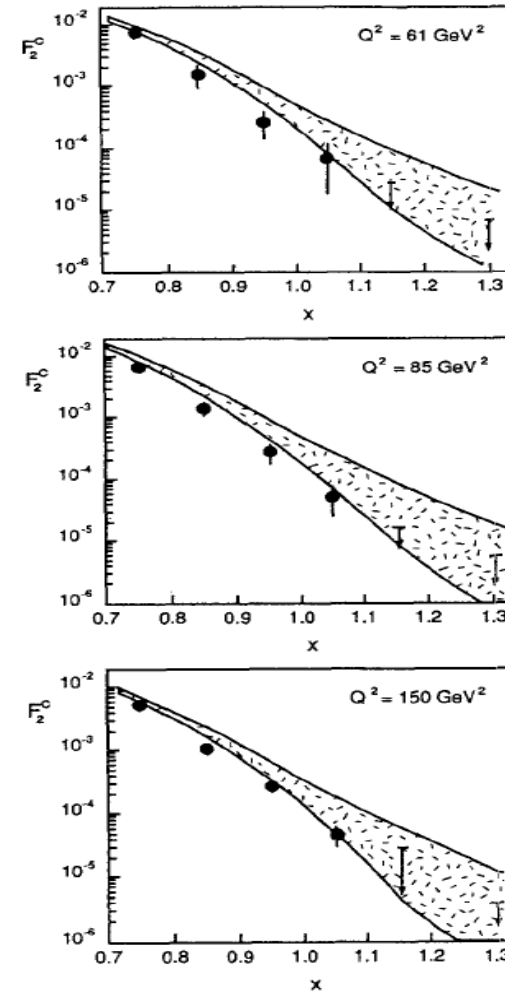 10⁻²
F₂ᶜ
Q² = 61 GeV²
10⁻³
10⁻⁴
10⁻⁵
10⁻⁶
0.7 0.8 0.9 1.0 1.1 1.2 1.3
x
10⁻²
F₂ᶜ
Q² = 85 GeV²
10⁻³
10⁻⁴
10⁻⁵
10⁻⁶
0.7 0.8 0.9 1.0 1.1 1.2 1.3
x
10⁻²
F₂ᶜ
Q² = 150 GeV²
10⁻³
10⁻⁴
10⁻⁵
10⁻⁶
0.7 0.8 0.9 1.0 1.1 1.2 1.3
x